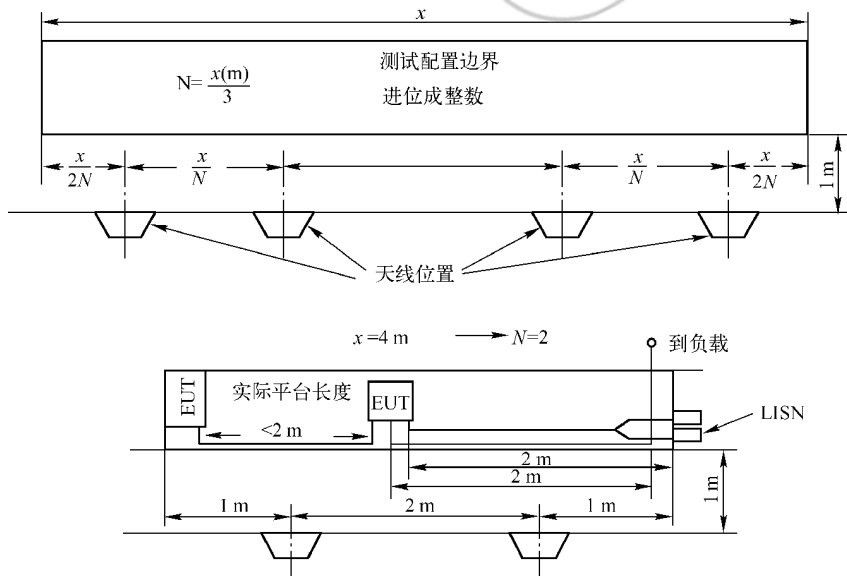 x
N= x(m)/3
测试配置边界
进位成整数
x/2N
x/N
x/N
x/2N
1 m
天线位置
x =4 m → N=2
到负载
EUT
实际平台长度
EUT
<2 m
LISN
2 m
2 m
1 m
2 m
1 m
1 m